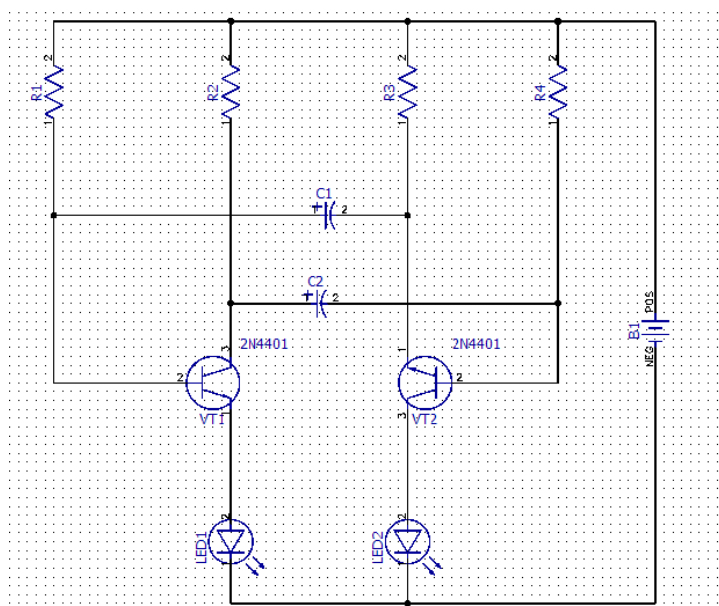 2 2 2 2
R1 R2 R3 R4
1 1 1 1
C1
+ 2
C2
+ 2
POS
B1
NEG
3 2N4401 1 2N4401
2 2
VT1 1 VT2 3
2 2
LED1 LED2